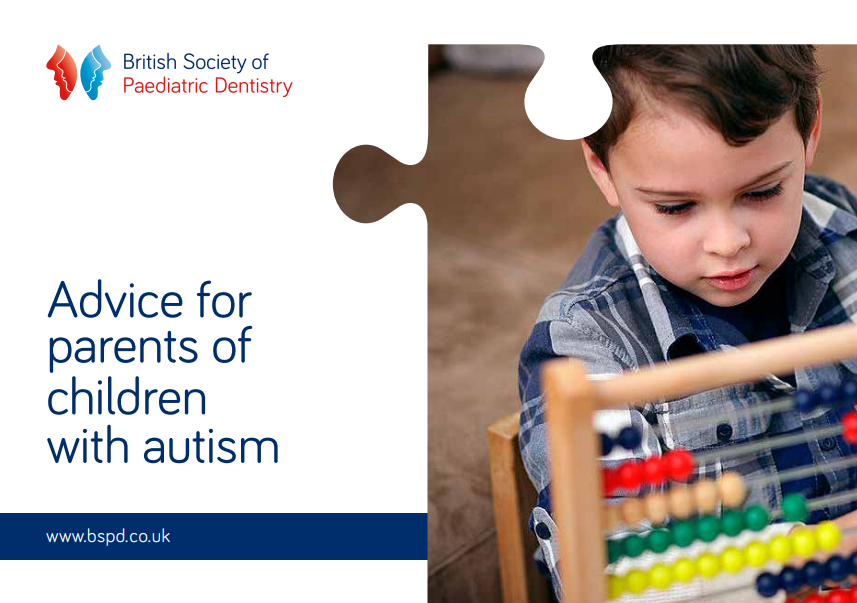 British Society of
Paediatric Dentistry
Advice for
parents of
children
with autism
www.bspd.co.uk